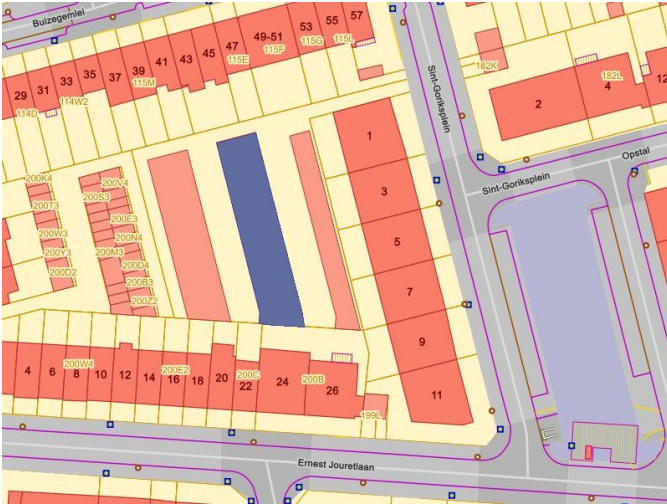 Buizegemlei
29 31 33 35 37 39 41 43 45 47 49-51 53 55 57
114D 114W2 115M 115E 115F 115G 115L
Sint-Goriksplein
182K
182L
2 4 12
Opstal
Sint-Goriksplein
1
3
5
7
9
11
200K4
200T3
200W3
200Y3
200D2
200V4
200S3
200E3
200N4
200M3
200D4
200B3
200Z2
4 6 8 10 12 14 16 18 20 22 24 26
200W4 200E2 200C 200B
199L
Ernest Jouretlaan